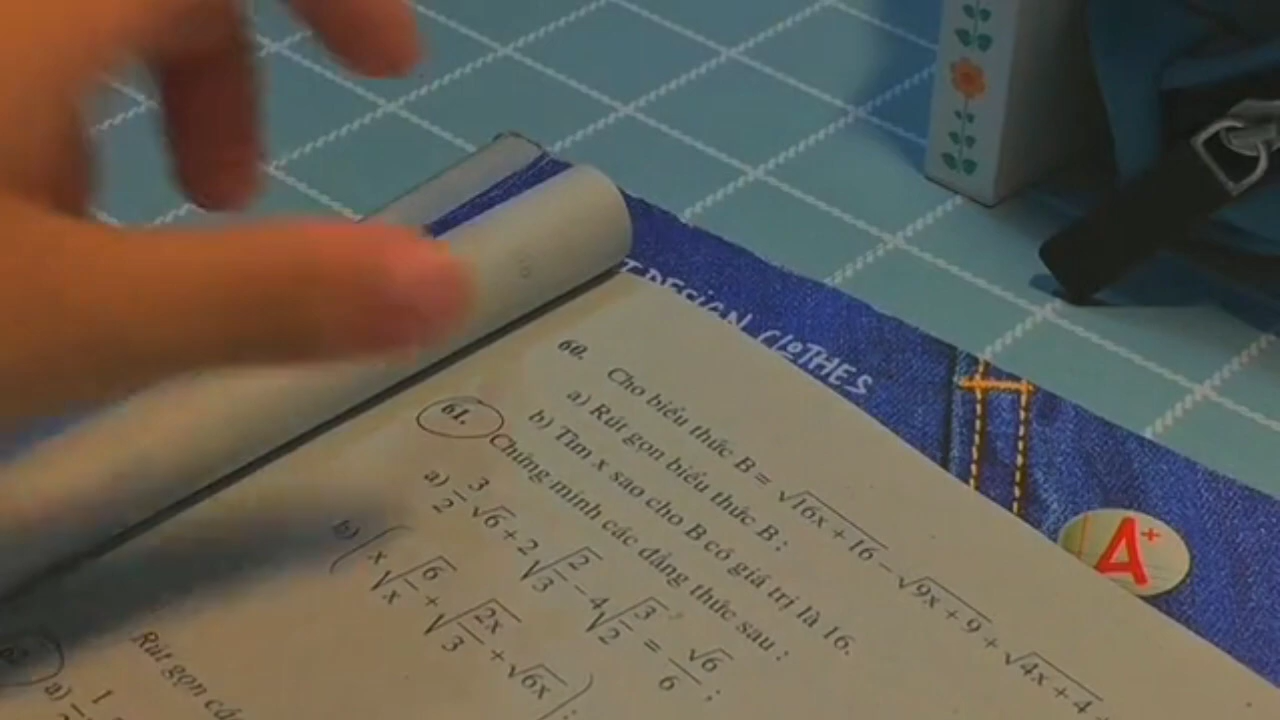 T DESIGN CLOTHES
A+
60. Cho biểu thức B = √16x + 16 − √9x + 9 + √4x + 4
a) Rút gọn biểu thức B ;
b) Tìm x sao cho B có giá trị là 16.
61. Chứng minh các đẳng thức sau :
a) 3/2 √6 + 2√2/3 − 4√3/2 = √6/6 ;
b) (x√6/x + √2x/3 + √6x) :
62. Rút gọn
a) 1